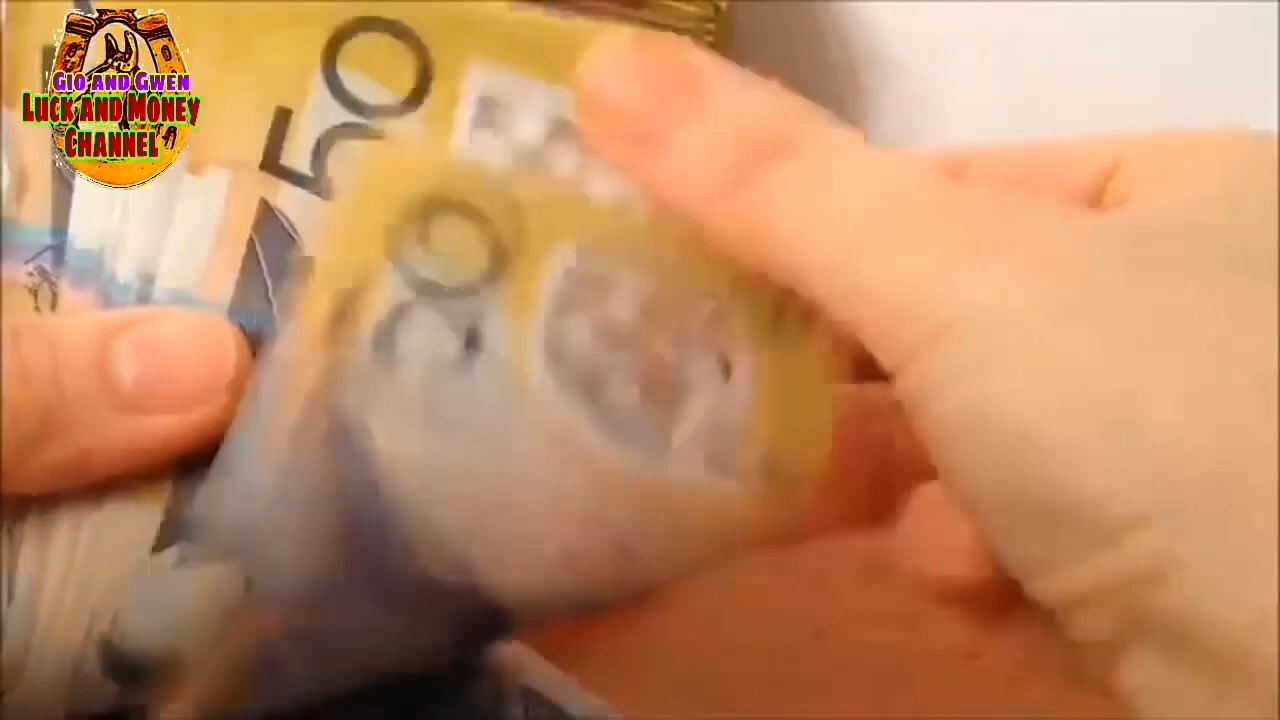 GIO AND GWEN
LUCK AND MONEY
CHANNEL
50
50